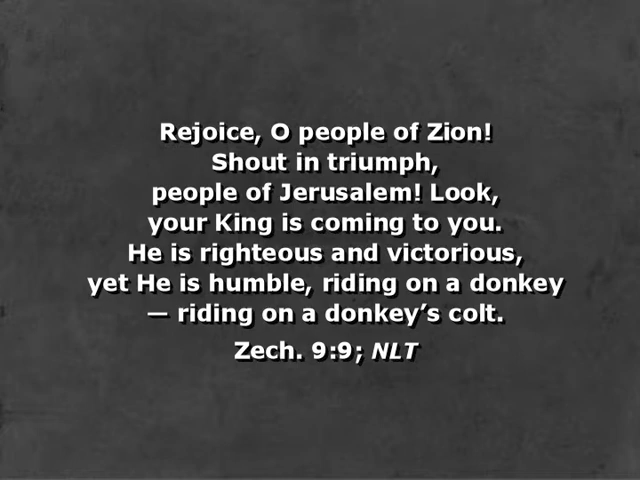 Rejoice, O people of Zion!
Shout in triumph,
people of Jerusalem! Look,
your King is coming to you.
He is righteous and victorious,
yet He is humble, riding on a donkey
— riding on a donkey’s colt.
Zech. 9:9; NLT